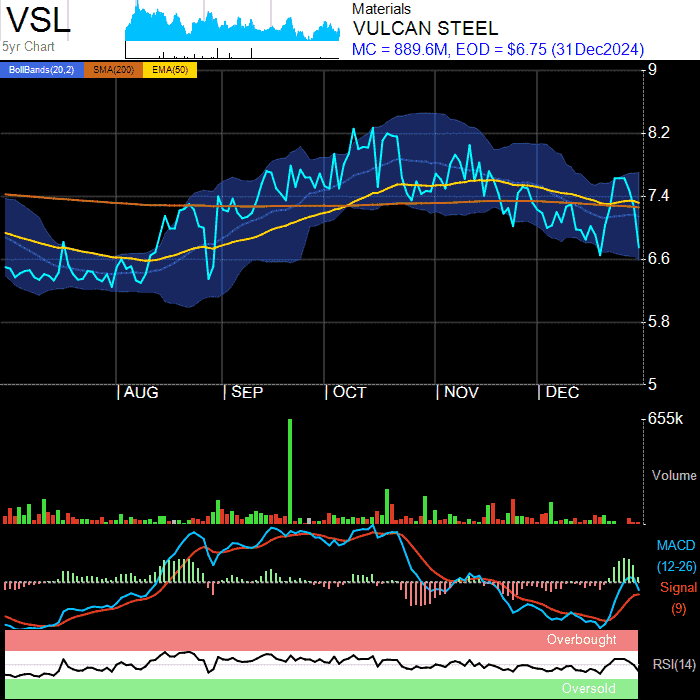 VSL
5yr Chart
Materials
VULCAN STEEL
MC = 889.6M, EOD = $6.75 (31Dec2024)
BollBands(20,2) SMA(200) EMA(50)
9
8.2
7.4
6.6
5.8
5
AUG SEP OCT NOV DEC
655k
Volume
MACD
(12-26)
Signal
(9)
Overbought
RSI(14)
Oversold